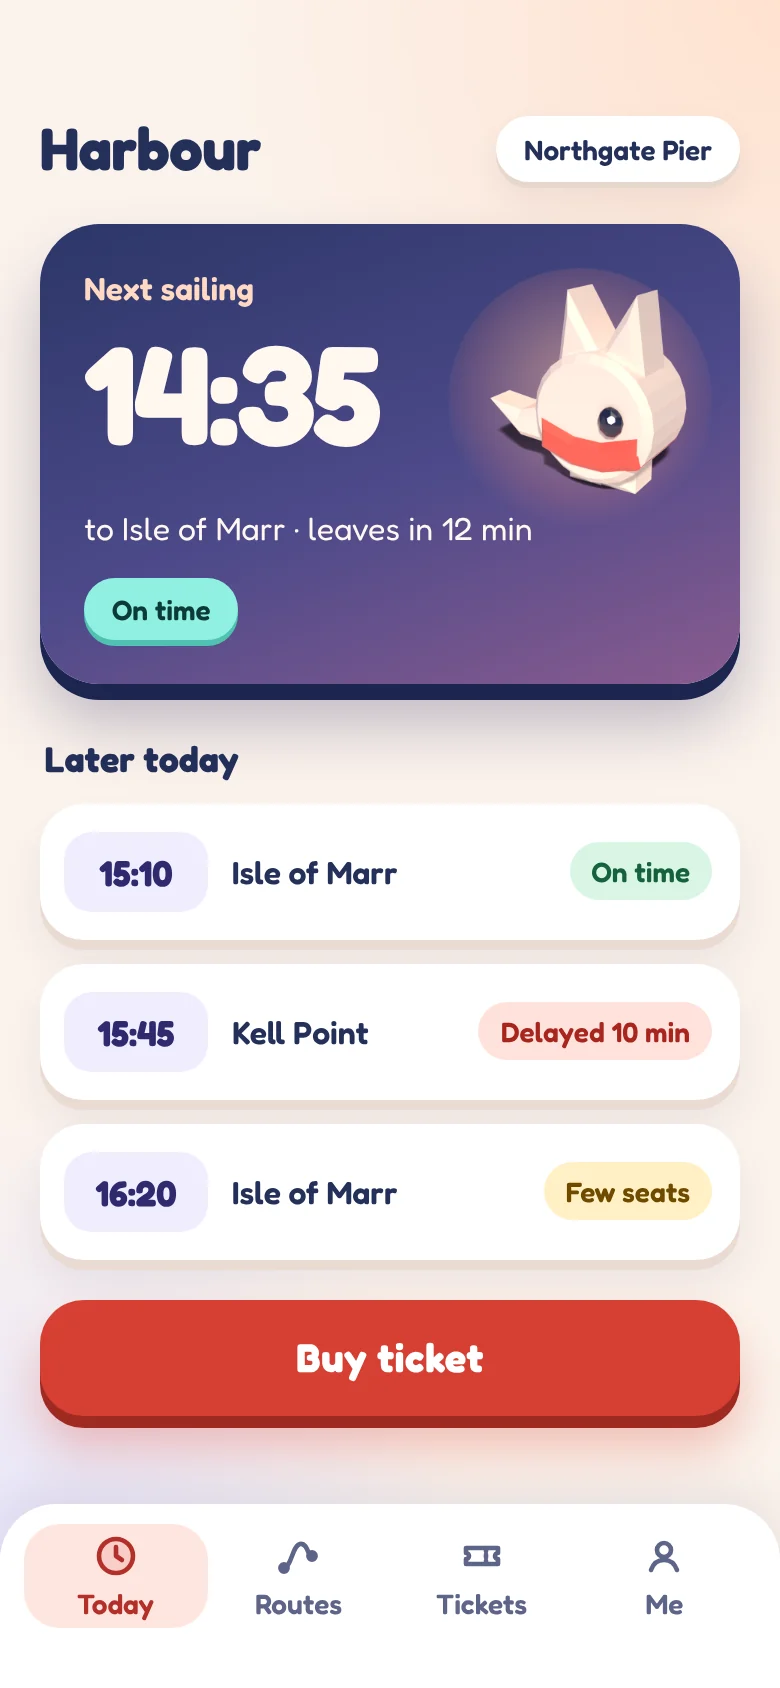 Harbour
Northgate Pier
Next sailing
14:35
to Isle of Marr · leaves in 12 min
On time
Later today
15:10 Isle of Marr On time
15:45 Kell Point Delayed 10 min
16:20 Isle of Marr Few seats
Buy ticket
Today Routes Tickets Me